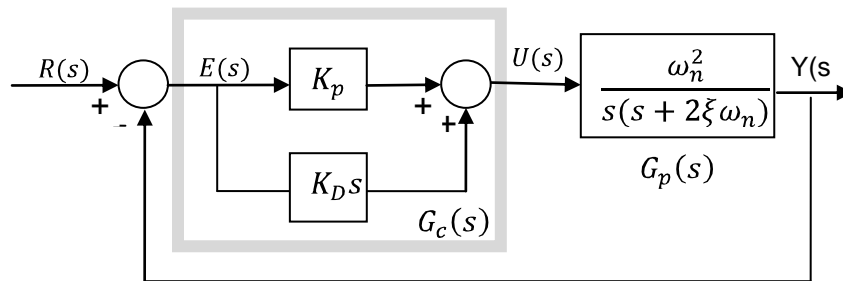 R(s)
+
-
E(s)
K_p
K_D s
+
+
G_c(s)
U(s)
ω_n^2
s(s + 2ξω_n)
G_p(s)
Y(s